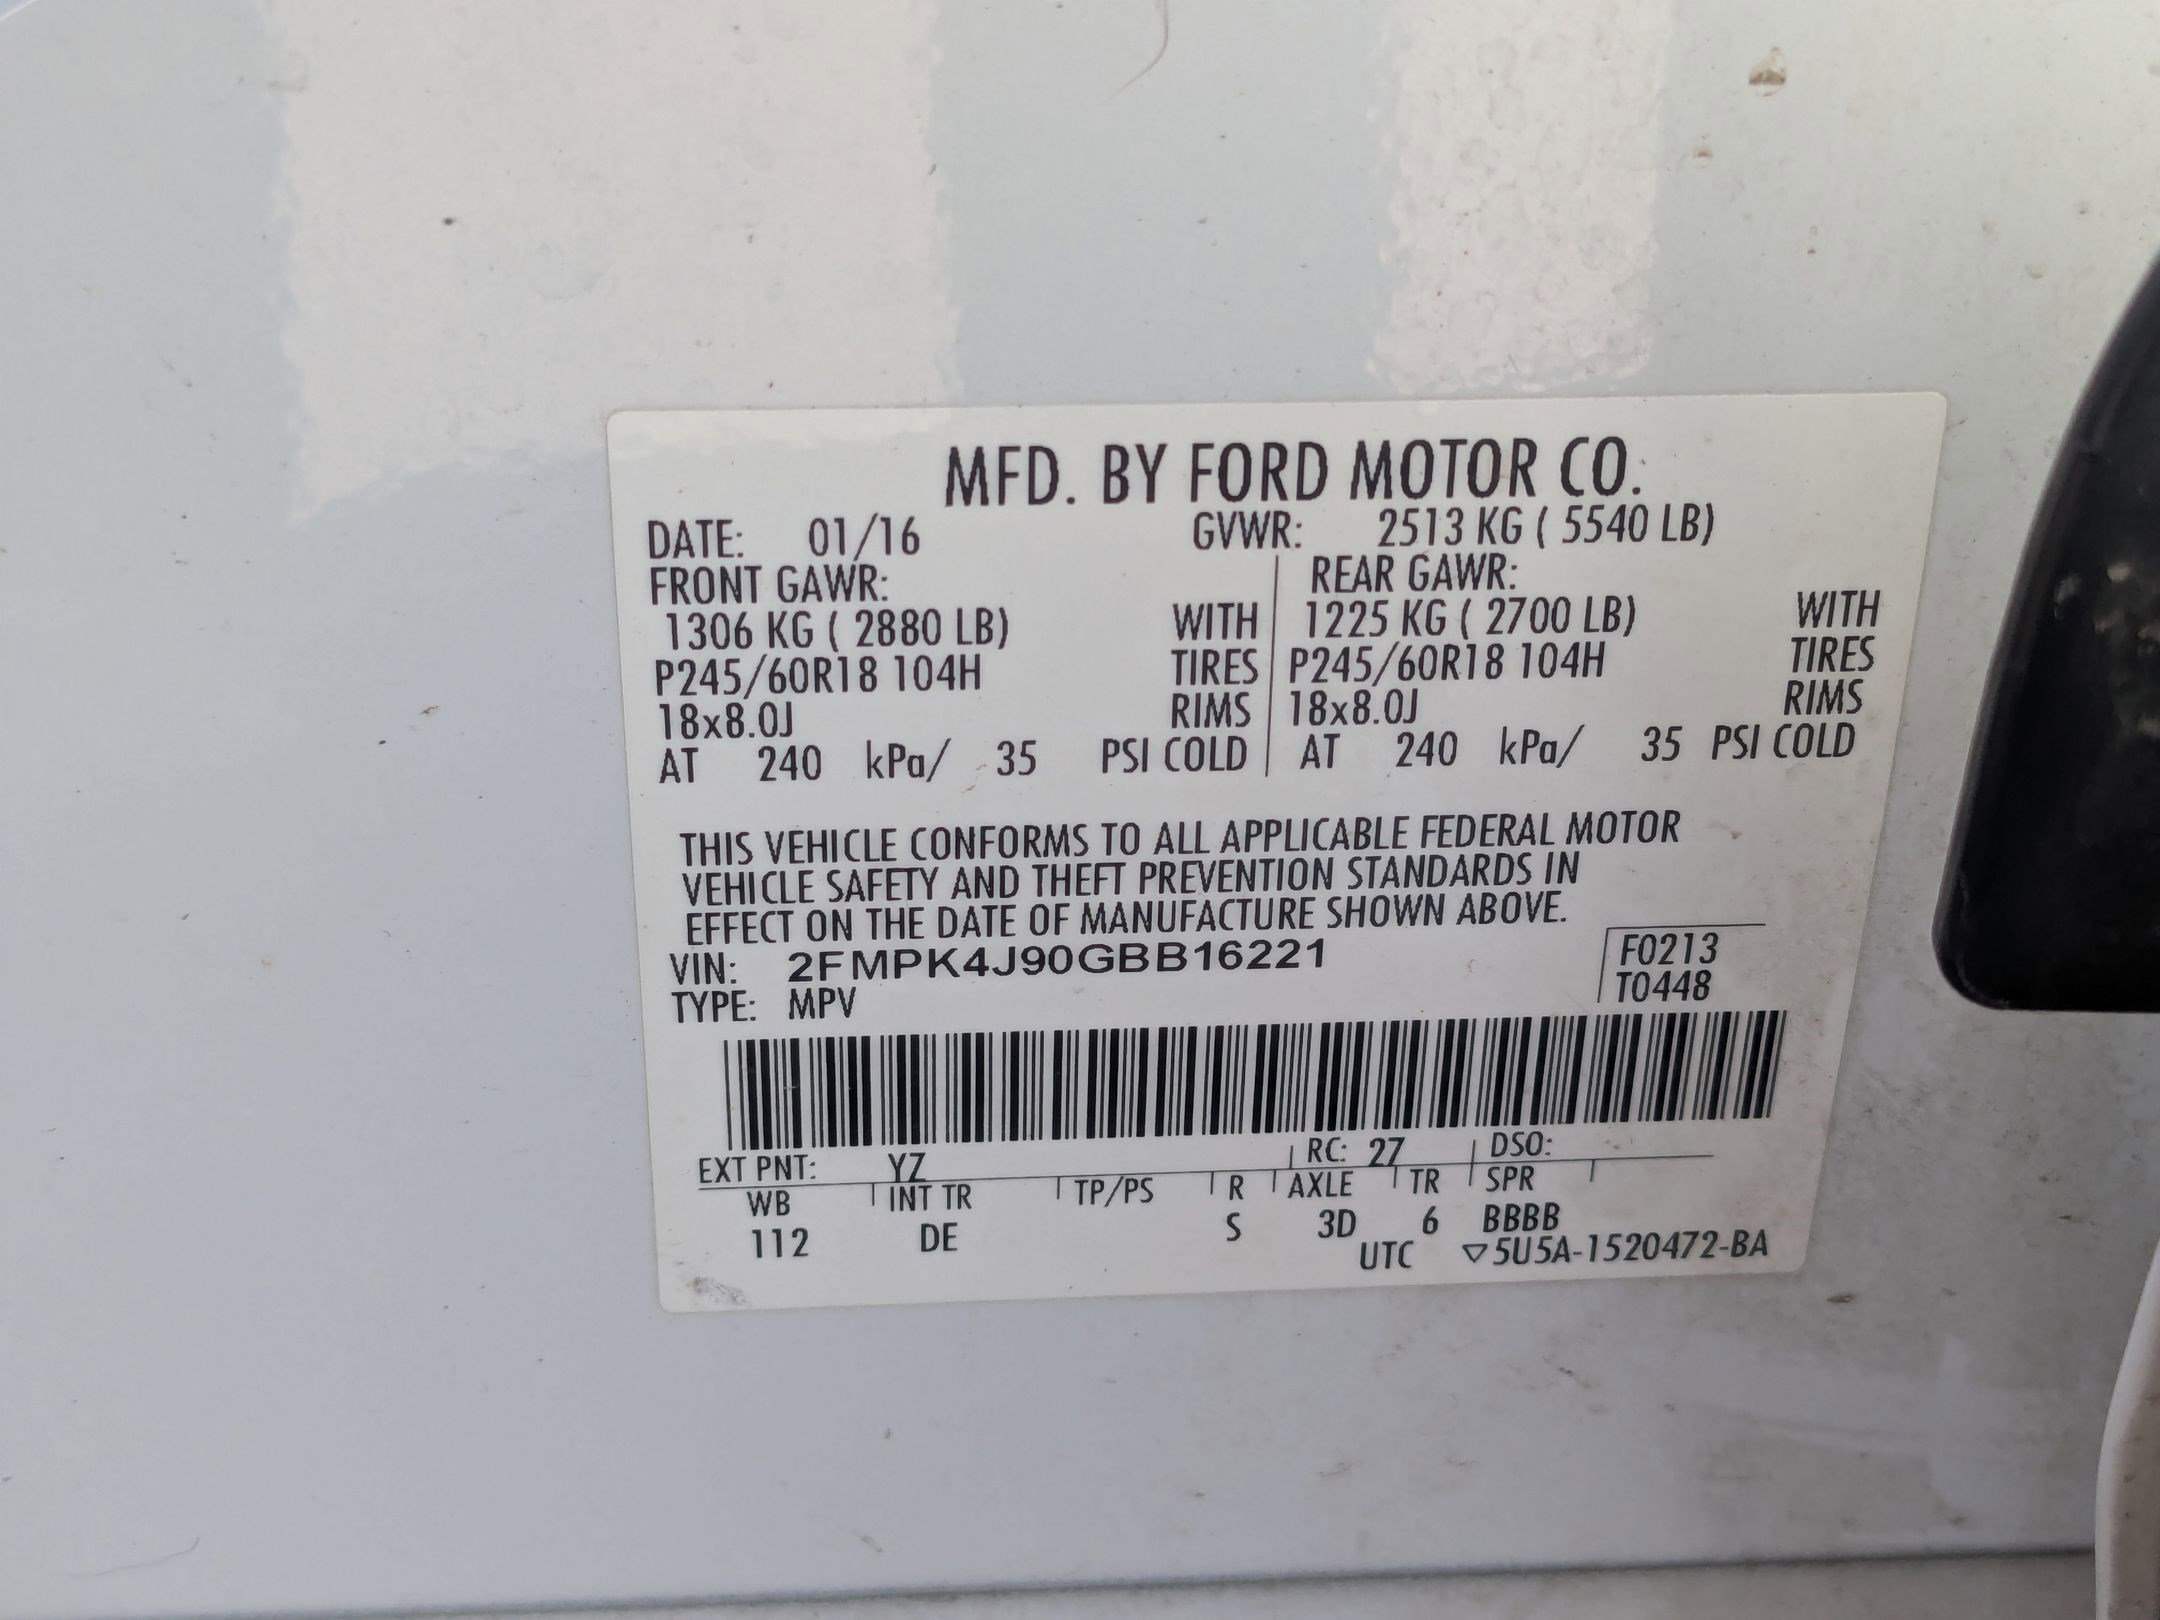 MFD. BY FORD MOTOR CO.
DATE: 01/16 GVWR: 2513 KG ( 5540 LB)
FRONT GAWR: REAR GAWR:
1306 KG ( 2880 LB) WITH 1225 KG ( 2700 LB) WITH
P245/60R18 104H TIRES P245/60R18 104H TIRES
18x8.0J RIMS 18x8.0J RIMS
AT 240 kPa/ 35 PSI COLD AT 240 kPa/ 35 PSI COLD
THIS VEHICLE CONFORMS TO ALL APPLICABLE FEDERAL MOTOR
VEHICLE SAFETY AND THEFT PREVENTION STANDARDS IN
EFFECT ON THE DATE OF MANUFACTURE SHOWN ABOVE.
VIN: 2FMPK4J90GBB16221 F0213
TYPE: MPV T0448
EXT PNT: YZ RC: 27 DSO:
WB INT TR TP/PS R AXLE TR SPR
112 DE S 3D 6 BBBB
UTC ▽5U5A-1520472-BA